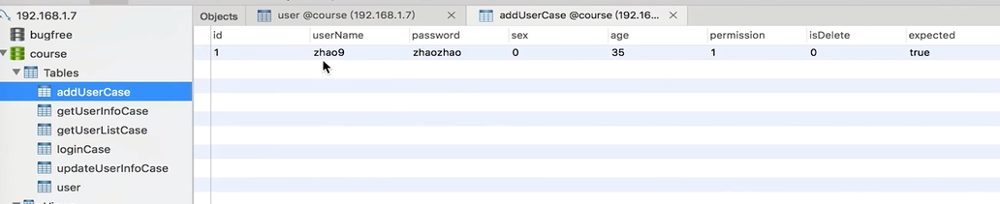 192.168.1.7
Objects
user @course (192.168.1.7)
addUserCase @course (192.16...
bugfree
course
Tables
addUserCase
getUserInfoCase
getUserListCase
loginCase
updateUserInfoCase
user
id userName password sex age permission isDelete expected
1 zhao9 zhaozhao 0 35 1 0 true